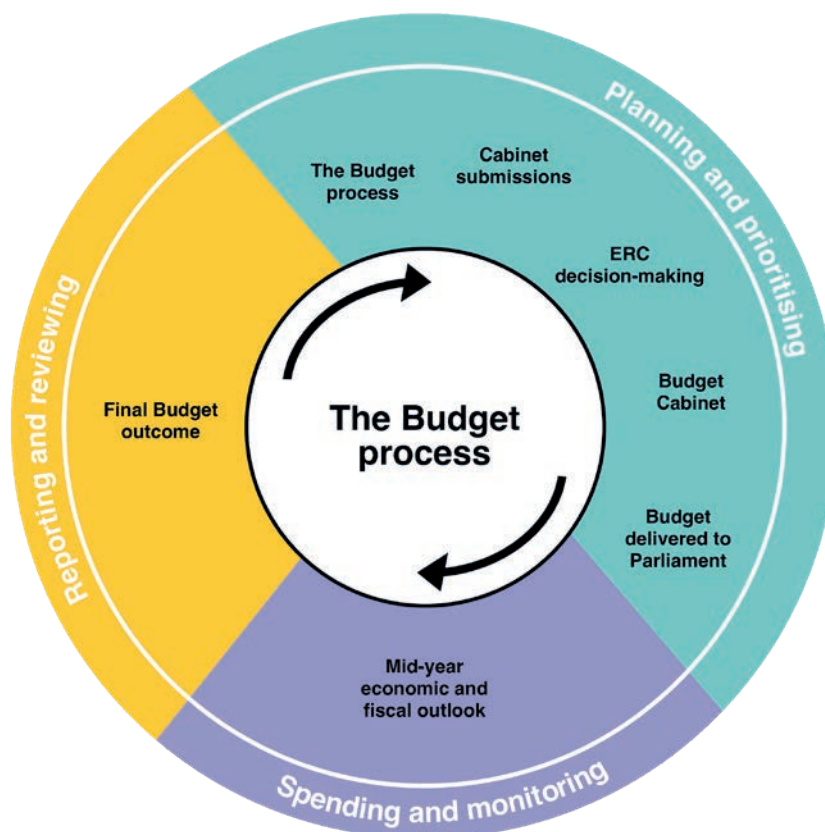 Planning and prioritising
The Budget
process
Cabinet
submissions
ERC
decision-making
Budget
Cabinet
Budget
delivered to
Parliament
Spending and monitoring
Mid-year
economic and
fiscal outlook
Reporting and reviewing
Final Budget
outcome
The Budget
process